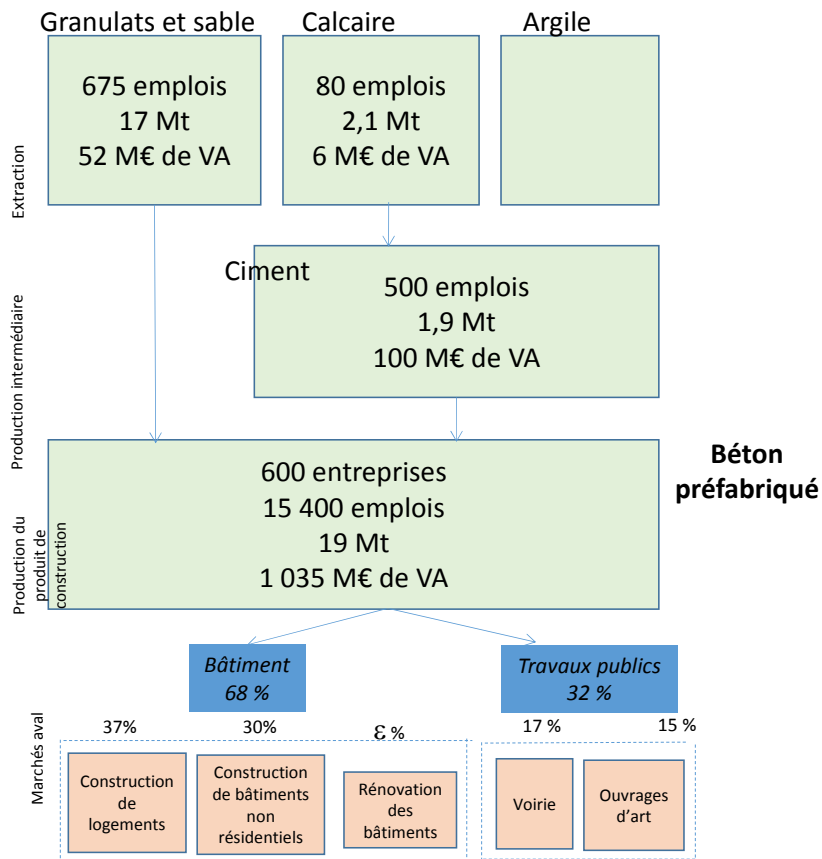 Granulats et sable
Calcaire
Argile
Extraction
675 emplois
17 Mt
52 M€ de VA
80 emplois
2,1 Mt
6 M€ de VA
Production intermédiaire
Ciment
500 emplois
1,9 Mt
100 M€ de VA
Production du
produit de
construction
600 entreprises
15 400 emplois
19 Mt
1 035 M€ de VA
Béton
préfabriqué
Marchés aval
Bâtiment
68 %
Travaux publics
32 %
37%
30%
ε %
17 %
15 %
Construction
de
logements
Construction
de bâtiments
non
résidentiels
Rénovation
des
bâtiments
Voirie
Ouvrages
d'art